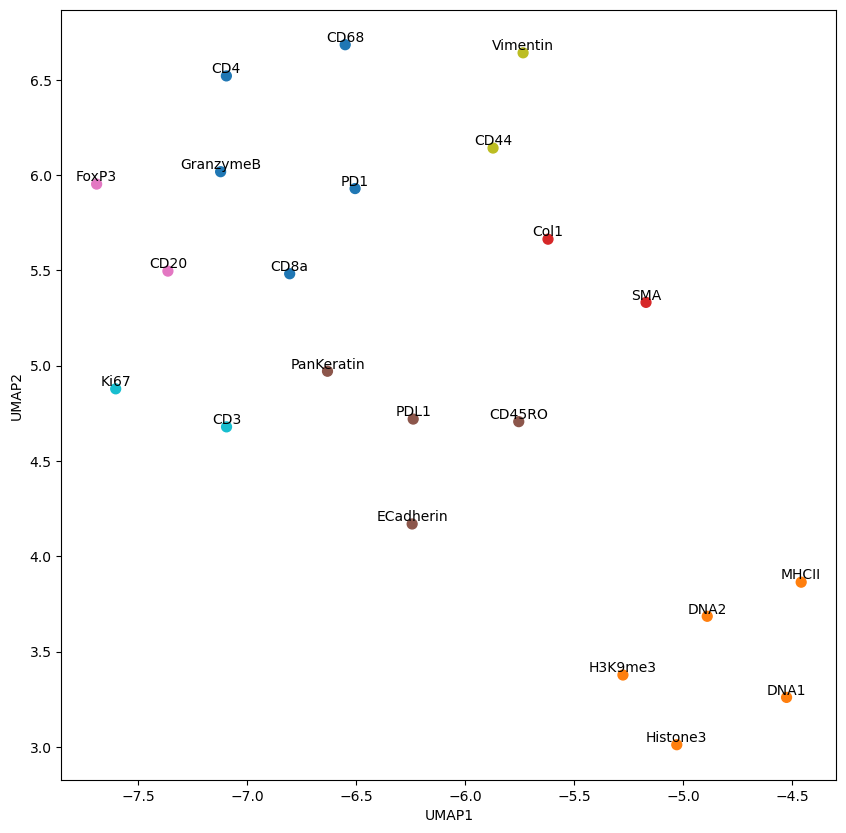 CD68
Vimentin
CD4
6.5
CD44
GranzymeB
FoxP3
PD1
6.0
Col1
CD20
CD8a
5.5
SMA
PanKeratin
5.0
Ki67
PDL1
CD45RO
CD3
UMAP2
4.5
ECadherin
4.0
MHCII
DNA2
3.5
H3K9me3
DNA1
Histone3
3.0
−7.5 −7.0 −6.5 −6.0 −5.5 −5.0 −4.5
UMAP1